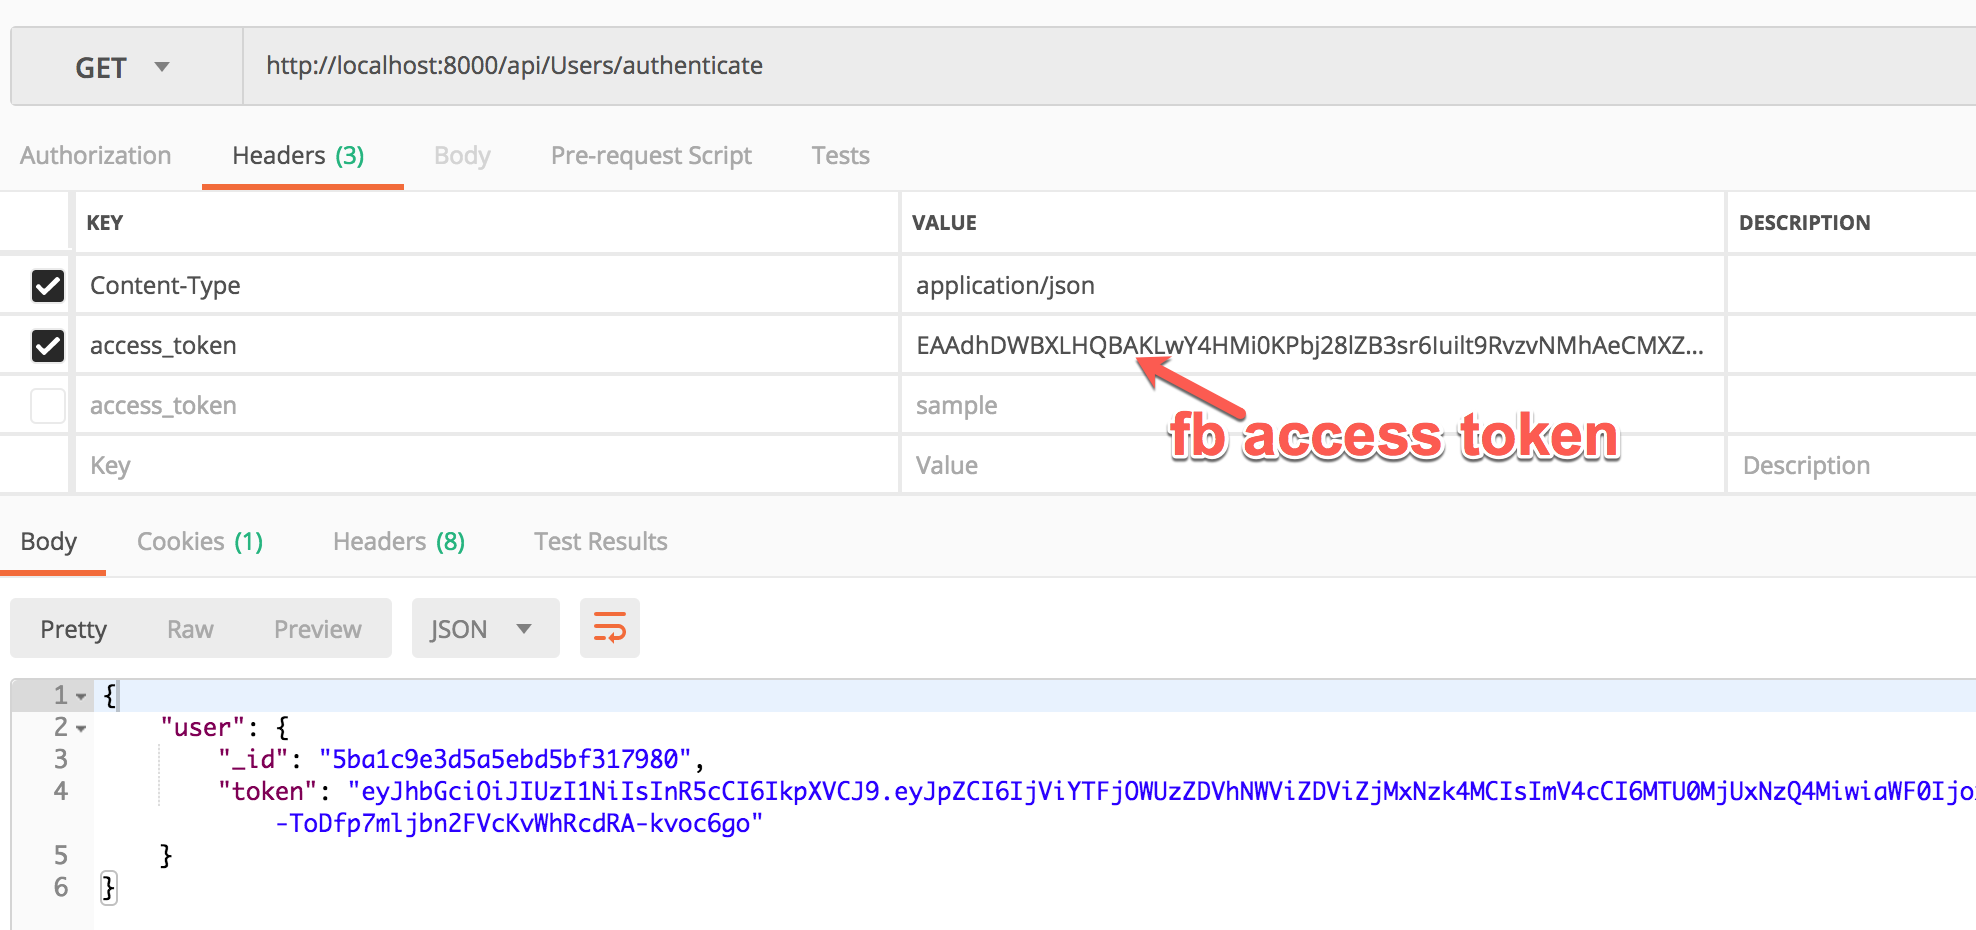 GET http://localhost:8000/api/Users/authenticate
Authorization Headers (3) Body Pre-request Script Tests
KEY VALUE DESCRIPTION
Content-Type application/json
access_token EAAdhDWBXLHQBAKLwY4HMi0KPbj28lZB3sr6Iuilt9RvzvNMhAeCMXZ...
access_token sample
fb access token
Key Value Description
Body Cookies (1) Headers (8) Test Results
Pretty Raw Preview JSON
1 {
2 "user": {
3 "_id": "5ba1c9e3d5a5ebd5bf317980",
4 "token": "eyJhbGciOiJIUzI1NiIsInR5cCI6IkpXVCJ9.eyJpZCI6IjViYTFjOWUzZDVhNWViZDViZjMxNzk4MCIsImV4cCI6MTU0MjUxNzQ4MiwiaWF0Ijo
-ToDfp7mljbn2FVcKvWhRcdRA-kvoc6go"
5 }
6 }